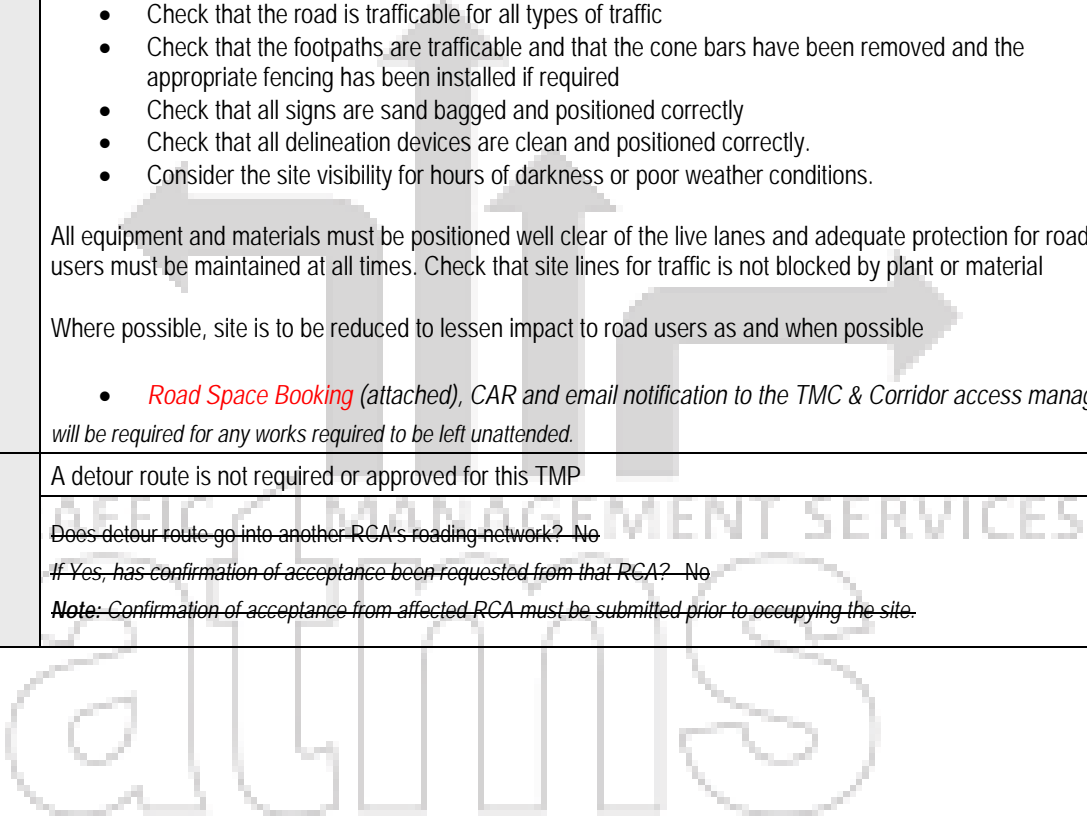 • Check that the road is trafficable for all types of traffic
• Check that the footpaths are trafficable and that the cone bars have been removed and the
appropriate fencing has been installed if required
• Check that all signs are sand bagged and positioned correctly
• Check that all delineation devices are clean and positioned correctly.
• Consider the site visibility for hours of darkness or poor weather conditions.
All equipment and materials must be positioned well clear of the live lanes and adequate protection for road
users must be maintained at all times. Check that site lines for traffic is not blocked by plant or material
Where possible, site is to be reduced to lessen impact to road users as and when possible
• Road Space Booking (attached), CAR and email notification to the TMC & Corridor access manag
will be required for any works required to be left unattended.
A detour route is not required or approved for this TMP
AFFIC MANAGEMENT SERVICES
Does detour route go into another RCA's roading network? No
If Yes, has confirmation of acceptance been requested from that RCA? No
Note: Confirmation of acceptance from affected RCA must be submitted prior to occupying the site.
atms